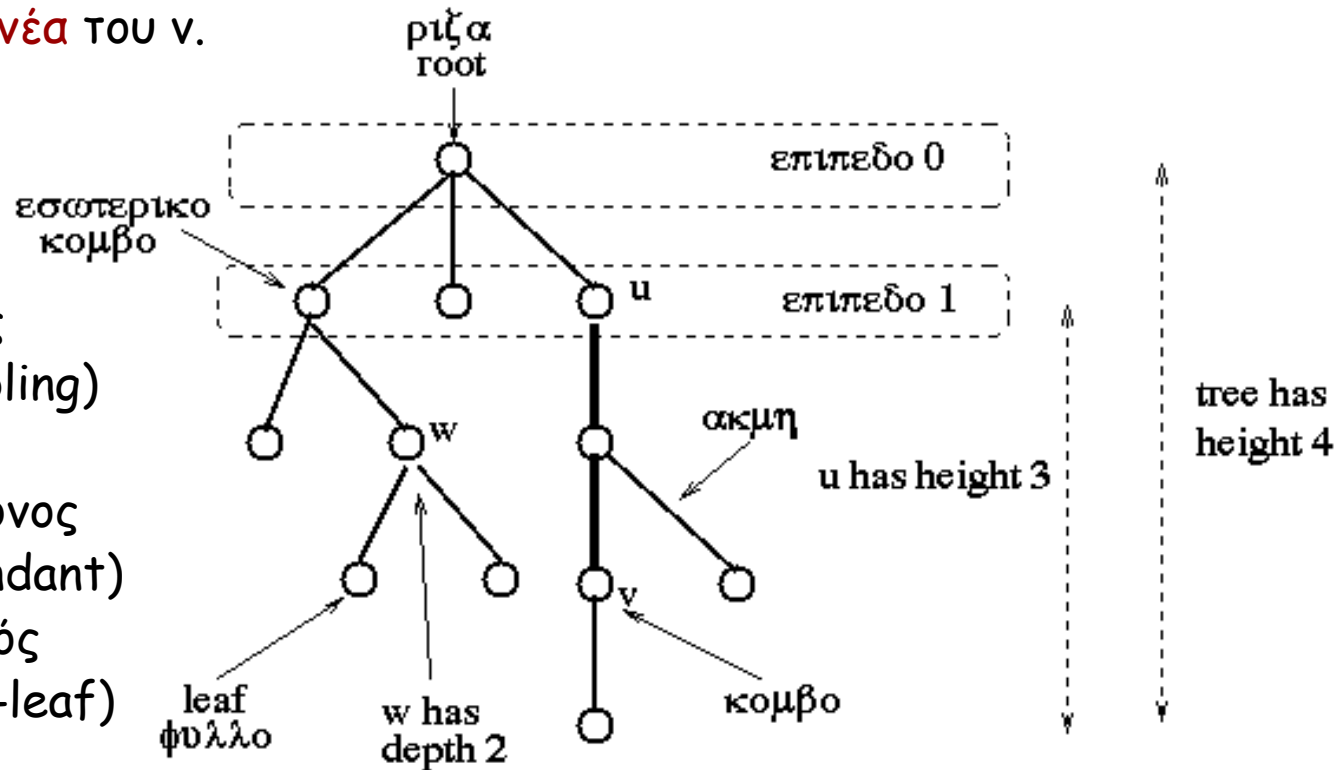 νέα του v.
ριζα
root
επιπεδο 0
εσωτερικο
κομβο
u
επιπεδο 1
ς
ling)
w
ακμη
tree has
height 4
u has height 3
νος
ndant)
v
ός
-leaf)
leaf
φυλλο
w has
depth 2
κομβο